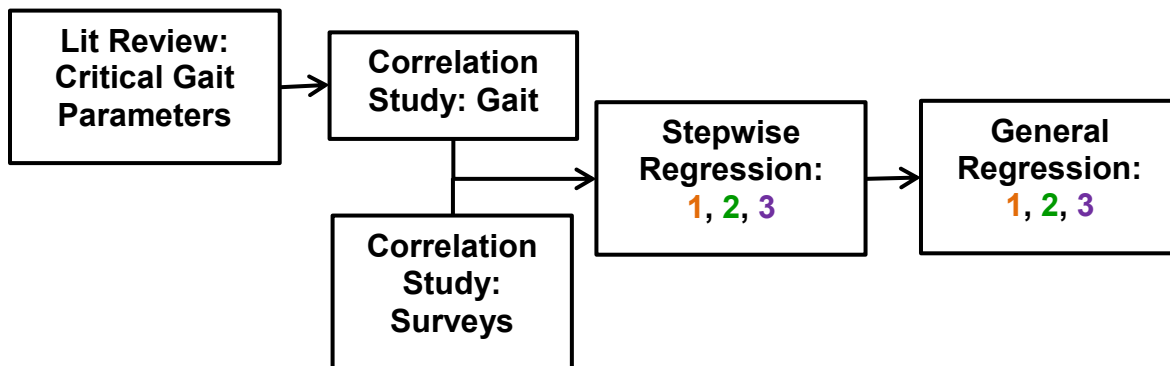 Lit Review:
Critical Gait
Parameters
Correlation
Study: Gait
Correlation
Study:
Surveys
Stepwise
Regression:
1, 2, 3
General
Regression:
1, 2, 3